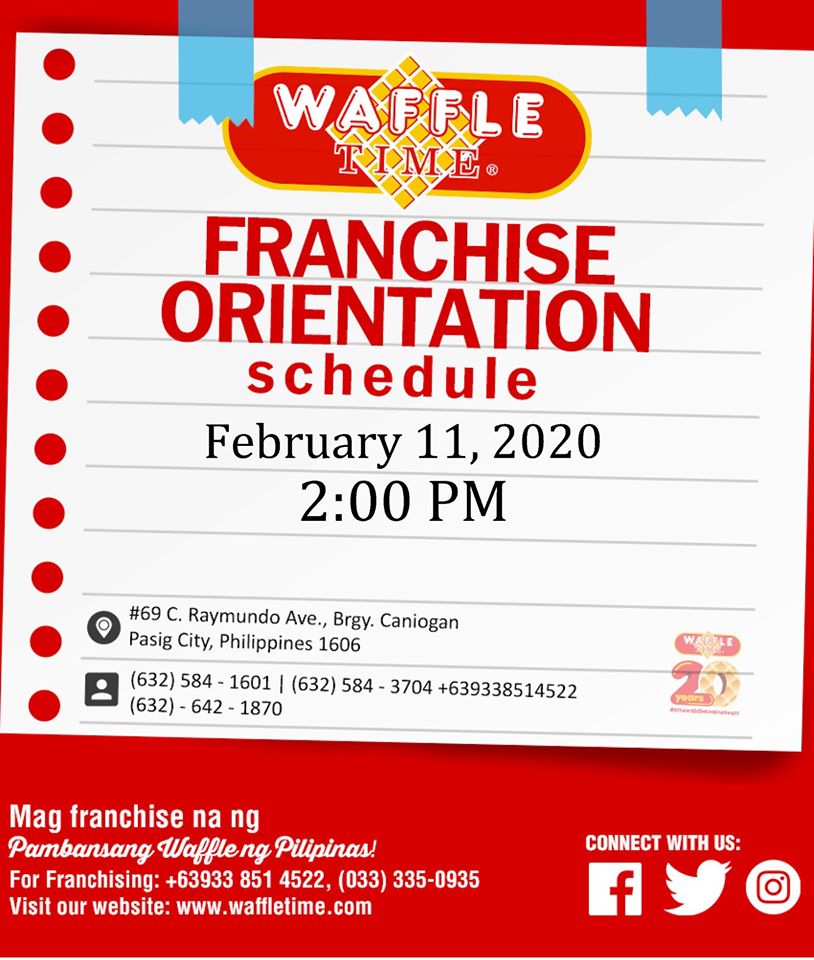 WAFFLE
TIME®
FRANCHISE
ORIENTATION
schedule
February 11, 2020
2:00 PM
#69 C. Raymundo Ave., Brgy. Caniogan
Pasig City, Philippines 1606
(632) 584 - 1601 | (632) 584 - 3704 +639338514522
(632) - 642 - 1870
WAFFLE
TIME
20
years
Mag franchise na ng
Pambansang Waffle ng Pilipinas!
For Franchising: +63933 851 4522, (033) 335-0935
Visit our website: www.waffletime.com
CONNECT WITH US: